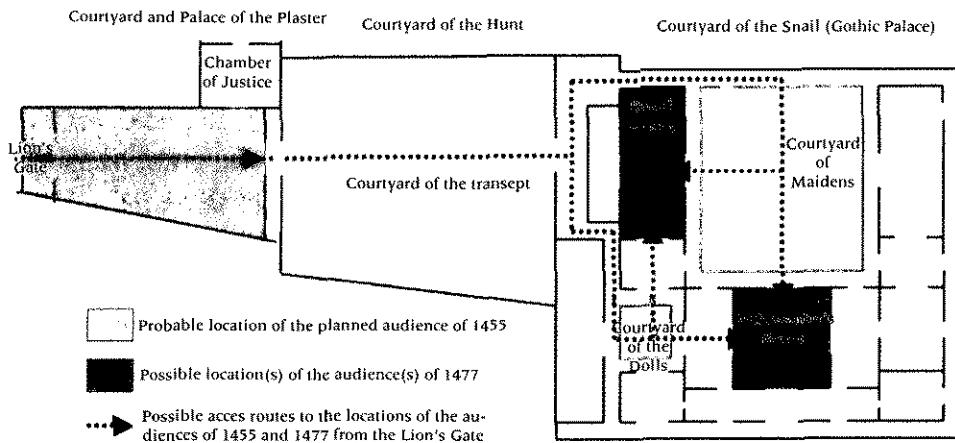 Courtyard and Palace of the Plaster
Courtyard of the Hunt
Courtyard of the Snail (Gothic Palace)
Chamber
of Justice
Lion's
Gate
Courtyard of the transept
Courtyard
of
Maidens
Courtyard
of the
Dolls
Probable location of the planned audience of 1455
Possible location(s) of the audience(s) of 1477
Possible acces routes to the locations of the au-
diences of 1455 and 1477 from the Lion's Gate